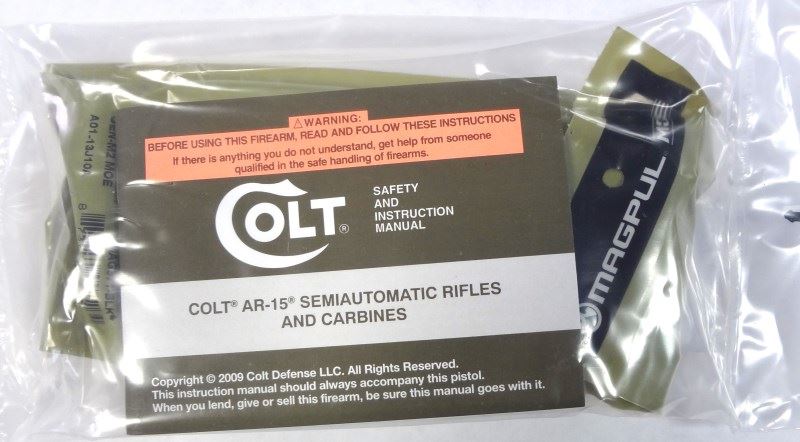 ⚠WARNING:
BEFORE USING THIS FIREARM, READ AND FOLLOW THESE INSTRUCTIONS
If there is anything you do not understand, get help from someone
qualified in the safe handling of firearms.
COLT®
SAFETY
AND
INSTRUCTION
MANUAL
COLT® AR-15® SEMIAUTOMATIC RIFLES
AND CARBINES
Copyright © 2009 Colt Defense LLC. All Rights Reserved.
This instruction manual should always accompany this pistol.
When you lend, give or sell this firearm, be sure this manual goes with it.
MAGPUL
MOE